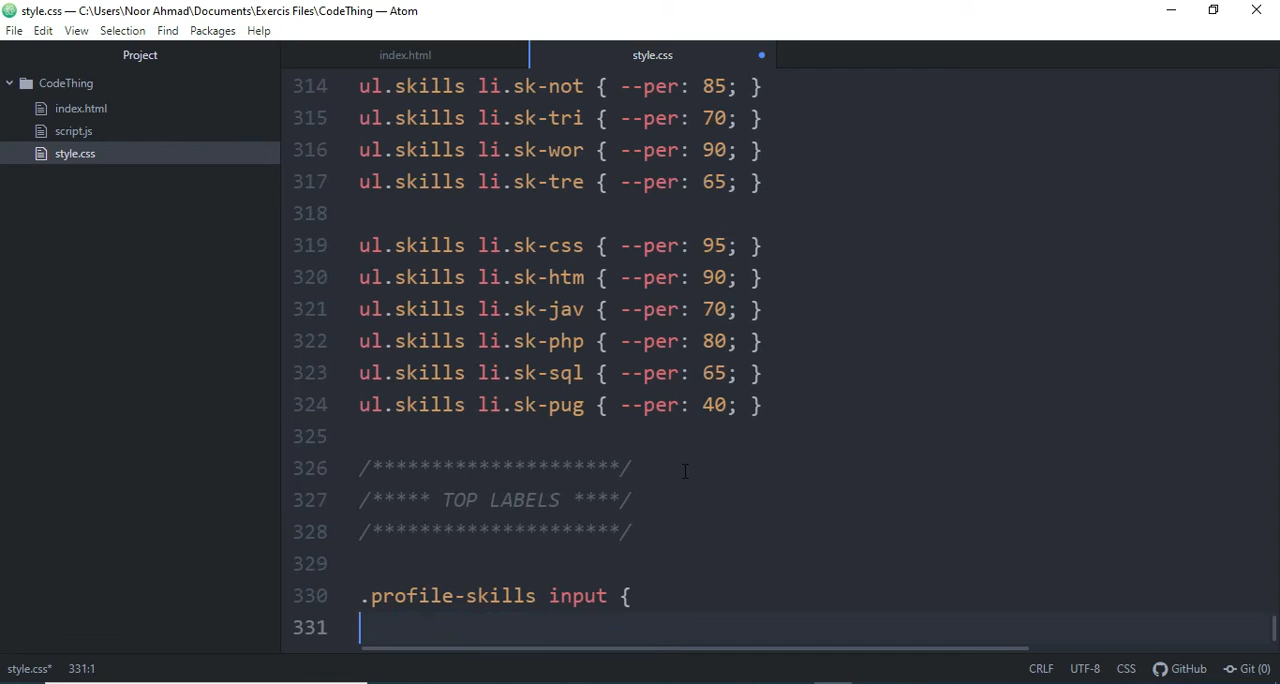 style.css — C:\Users\Noor Ahmad\Documents\Exercis Files\CodeThing — Atom
File Edit View Selection Find Packages Help
Project
index.html
style.css
CodeThing
index.html
script.js
style.css
314 ul.skills li.sk-not { --per: 85; }
315 ul.skills li.sk-tri { --per: 70; }
316 ul.skills li.sk-wor { --per: 90; }
317 ul.skills li.sk-tre { --per: 65; }
318
319 ul.skills li.sk-css { --per: 95; }
320 ul.skills li.sk-htm { --per: 90; }
321 ul.skills li.sk-jav { --per: 70; }
322 ul.skills li.sk-php { --per: 80; }
323 ul.skills li.sk-sql { --per: 65; }
324 ul.skills li.sk-pug { --per: 40; }
325
326 /*********************/
327 /***** TOP LABELS ****/
328 /*********************/
329
330 .profile-skills input {
331
style.css* 331:1 CRLF UTF-8 CSS GitHub Git (0)